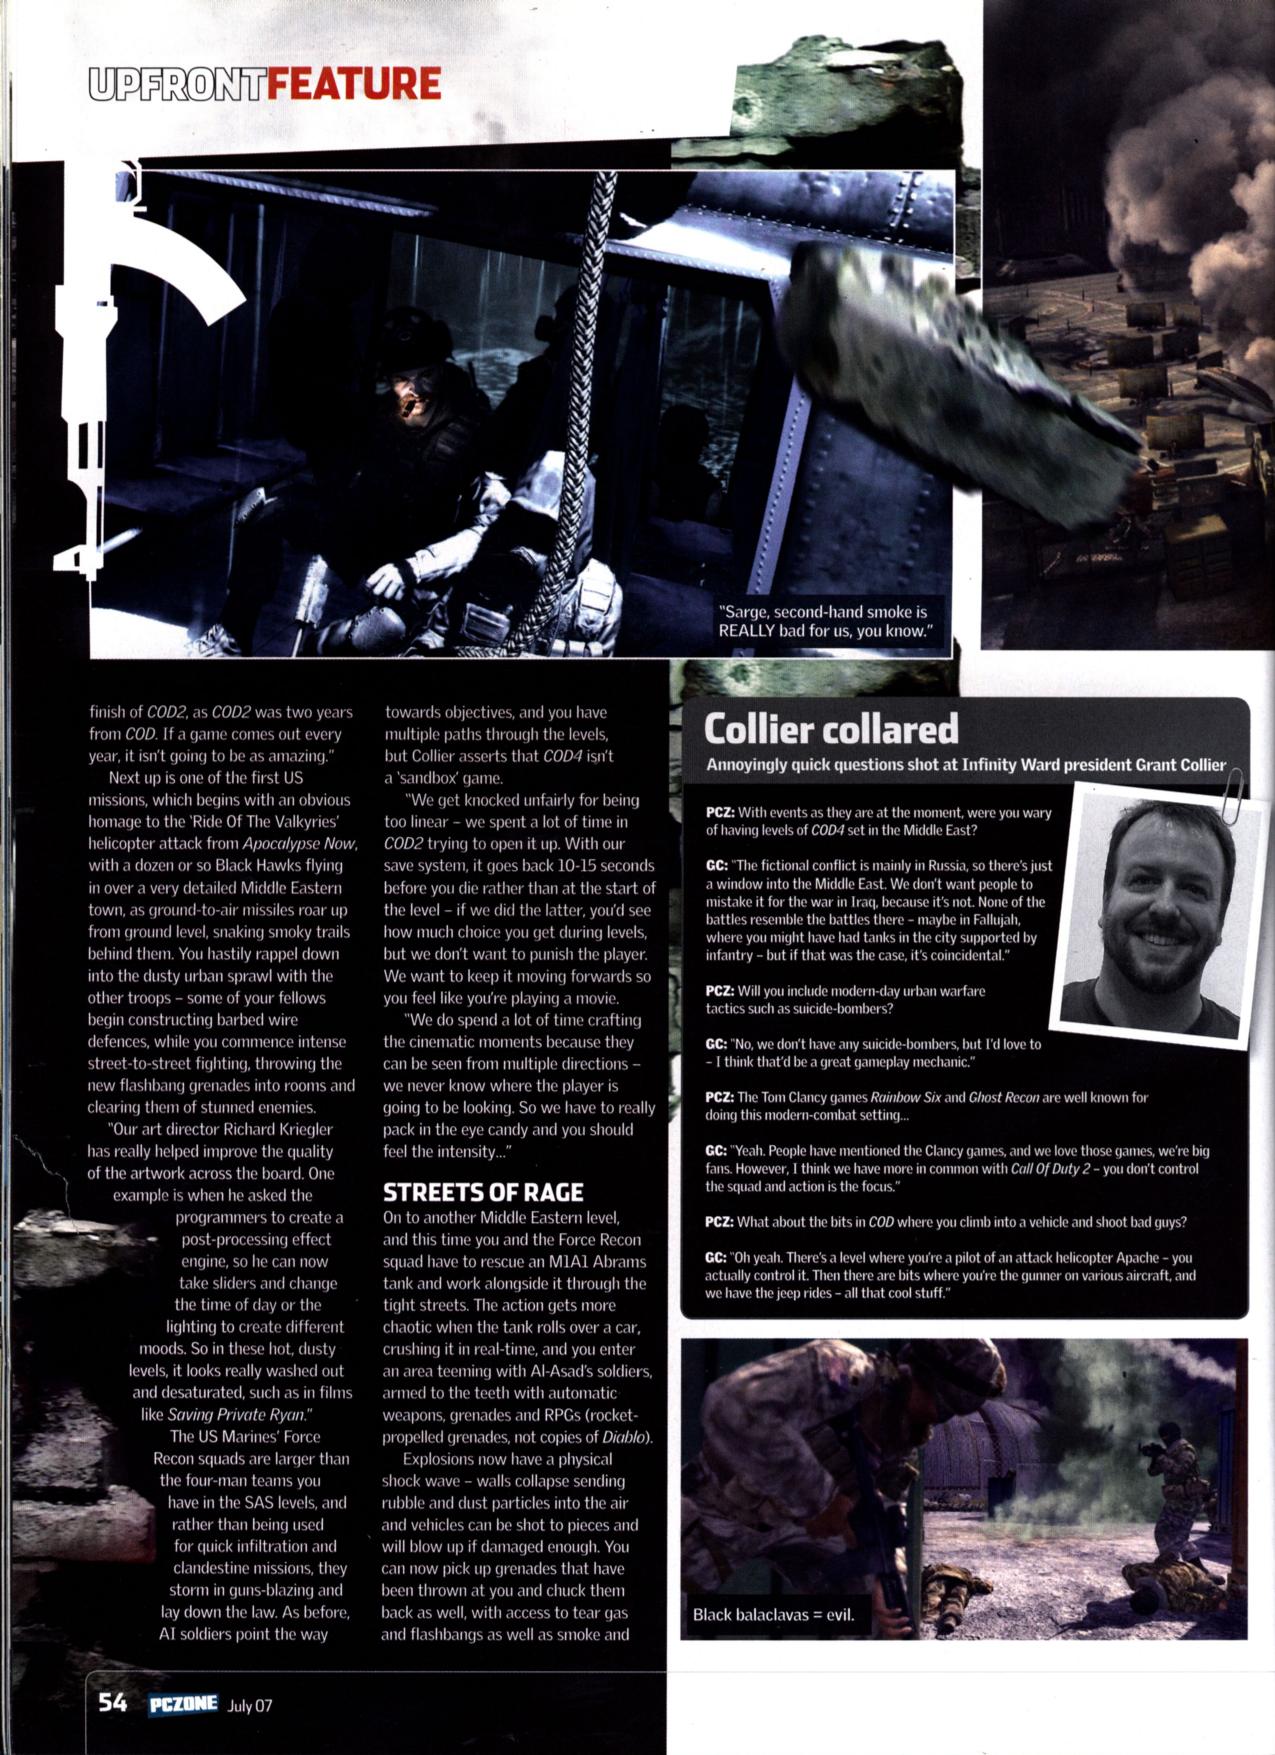 UPFRONTFEATURE
"Sarge, second-hand smoke is
REALLY bad for us, you know."
finish of COD2, as COD2 was two years
from COD. If a game comes out every
year, it isn't going to be as amazing."
Next up is one of the first US
missions, which begins with an obvious
homage to the 'Ride Of The Valkyries'
helicopter attack from Apocalypse Now,
with a dozen or so Black Hawks flying
in over a very detailed Middle Eastern
town, as ground-to-air missiles roar up
from ground level, snaking smoky trails
behind them. You hastily rappel down
into the dusty urban sprawl with the
other troops – some of your fellows
begin constructing barbed wire
defences, while you commence intense
street-to-street fighting, throwing the
new flashbang grenades into rooms and
clearing them of stunned enemies.
"Our art director Richard Kriegler
has really helped improve the quality
of the artwork across the board. One
example is when he asked the
programmers to create a
post-processing effect
engine, so he can now
take sliders and change
the time of day or the
lighting to create different
moods. So in these hot, dusty
levels, it looks really washed out
and desaturated, such as in films
like Saving Private Ryan."
The US Marines' Force
Recon squads are larger than
the four-man teams you
have in the SAS levels, and
rather than being used
for quick infiltration and
clandestine missions, they
storm in guns-blazing and
lay down the law. As before,
AI soldiers point the way
towards objectives, and you have
multiple paths through the levels,
but Collier asserts that COD4 isn't
a 'sandbox' game.
"We get knocked unfairly for being
too linear – we spent a lot of time in
COD2 trying to open it up. With our
save system, it goes back 10-15 seconds
before you die rather than at the start of
the level – if we did the latter, you'd see
how much choice you get during levels,
but we don't want to punish the player.
We want to keep it moving forwards so
you feel like you're playing a movie.
"We do spend a lot of time crafting
the cinematic moments because they
can be seen from multiple directions –
we never know where the player is
going to be looking. So we have to really
pack in the eye candy and you should
feel the intensity..."
STREETS OF RAGE
On to another Middle Eastern level,
and this time you and the Force Recon
squad have to rescue an M1A1 Abrams
tank and work alongside it through the
tight streets. The action gets more
chaotic when the tank rolls over a car,
crushing it in real-time, and you enter
an area teeming with Al-Asad's soldiers,
armed to the teeth with automatic
weapons, grenades and RPGs (rocket-
propelled grenades, not copies of Diablo).
Explosions now have a physical
shock wave – walls collapse sending
rubble and dust particles into the air
and vehicles can be shot to pieces and
will blow up if damaged enough. You
can now pick up grenades that have
been thrown at you and chuck them
back as well, with access to tear gas
and flashbangs as well as smoke and
Collier collared
Annoyingly quick questions shot at Infinity Ward president Grant Collier
PCZ: With events as they are at the moment, were you wary
of having levels of COD4 set in the Middle East?
GC: "The fictional conflict is mainly in Russia, so there's just
a window into the Middle East. We don't want people to
mistake it for the war in Iraq, because it's not. None of the
battles resemble the battles there – maybe in Fallujah,
where you might have had tanks in the city supported by
infantry – but if that was the case, it's coincidental."
PCZ: Will you include modern-day urban warfare
tactics such as suicide-bombers?
GC: "No, we don't have any suicide-bombers, but I'd love to
– I think that'd be a great gameplay mechanic."
PCZ: The Tom Clancy games Rainbow Six and Ghost Recon are well known for
doing this modern-combat setting...
GC: "Yeah. People have mentioned the Clancy games, and we love those games, we're big
fans. However, I think we have more in common with Call Of Duty 2 – you don't control
the squad and action is the focus."
PCZ: What about the bits in COD where you climb into a vehicle and shoot bad guys?
GC: "Oh yeah. There's a level where you're a pilot of an attack helicopter Apache – you
actually control it. Then there are bits where you're the gunner on various aircraft, and
we have the jeep rides – all that cool stuff."
Black balaclavas = evil.
54 PCZONE July 07